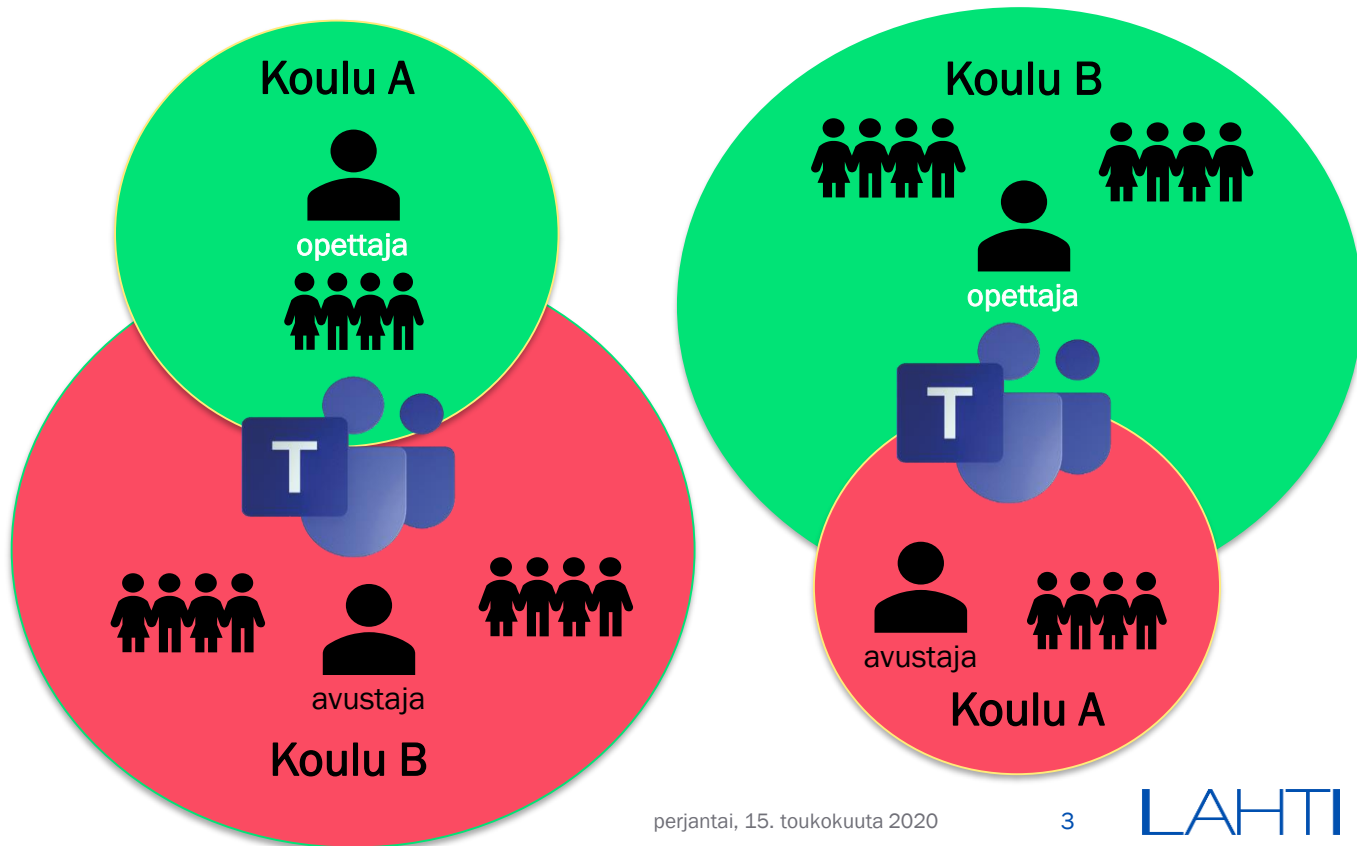 Koulu A
opettaja
T
avustaja
Koulu B
Koulu B
opettaja
T
avustaja
Koulu A
perjantai, 15. toukokuuta 2020
3
LAHTI